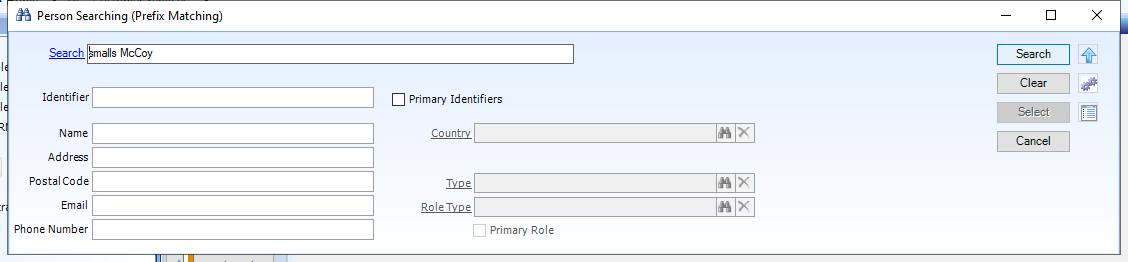 Person Searching (Prefix Matching)
Search smalls McCoy
Search
Identifier
Primary Identifiers
Clear
Select
Name
Country
Address
Cancel
Postal Code
Type
Email
Role Type
Phone Number
Primary Role